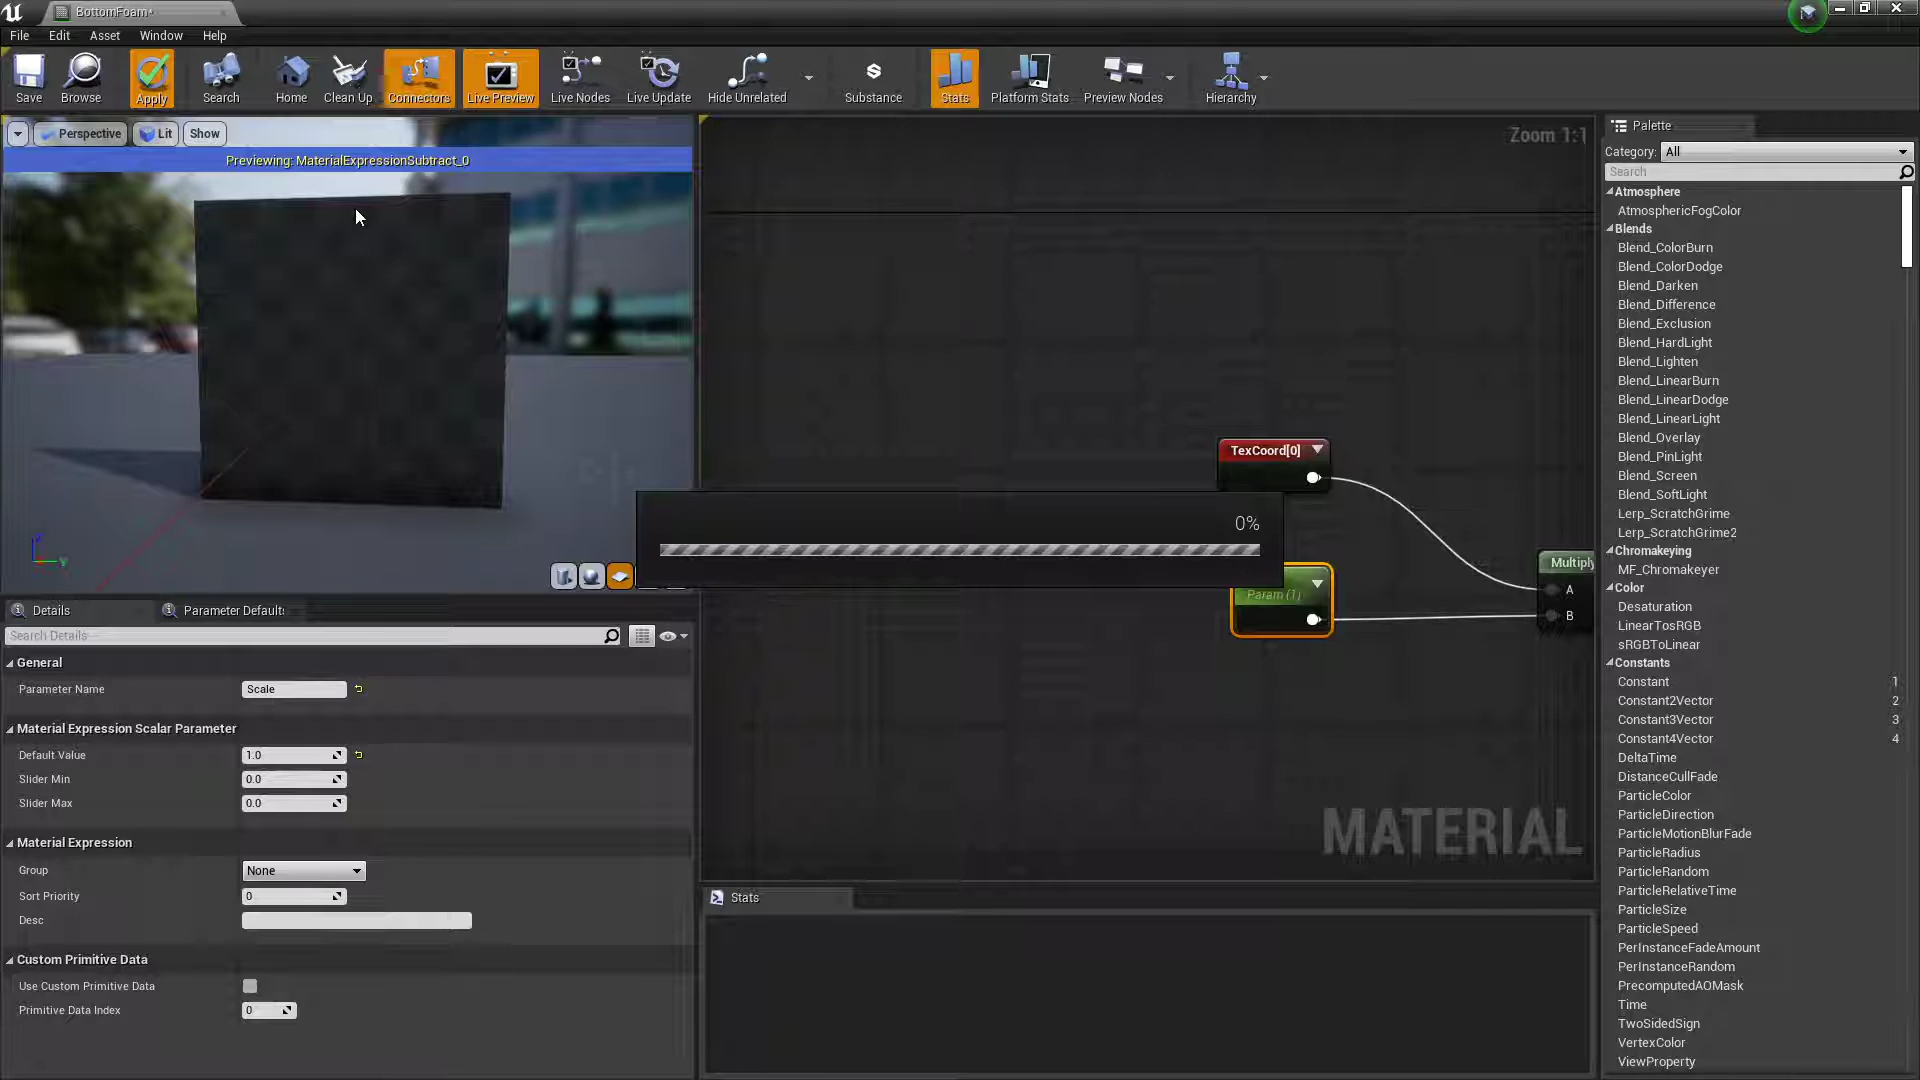 BottomFoam*
File Edit Asset Window Help
Save Browse Apply Search Home Clean Up Connectors Live Preview Live Nodes Live Update Hide Unrelated Substance Stats Platform Stats Preview Nodes Hierarchy
Perspective Lit Show
Previewing: MaterialExpressionSubtract_0
Zoom 1:1
TexCoord[0]
0%
Param (1)
Multiply
A
B
MATERIAL
Details Parameter Defaults
Search Details
General
Parameter Name Scale
Material Expression Scalar Parameter
Default Value 1.0
Slider Min 0.0
Slider Max 0.0
Material Expression
Group None
Sort Priority 0
Desc
Custom Primitive Data
Use Custom Primitive Data
Primitive Data Index 0
Stats
Palette
Category: All
Search
Atmosphere
AtmosphericFogColor
Blends
Blend_ColorBurn
Blend_ColorDodge
Blend_Darken
Blend_Difference
Blend_Exclusion
Blend_HardLight
Blend_Lighten
Blend_LinearBurn
Blend_LinearDodge
Blend_LinearLight
Blend_Overlay
Blend_PinLight
Blend_Screen
Blend_SoftLight
Lerp_ScratchGrime
Lerp_ScratchGrime2
Chromakeying
MF_Chromakeyer
Color
Desaturation
LinearTosRGB
sRGBToLinear
Constants
Constant 1
Constant2Vector 2
Constant3Vector 3
Constant4Vector 4
DeltaTime
DistanceCullFade
ParticleColor
ParticleDirection
ParticleMotionBlurFade
ParticleRadius
ParticleRandom
ParticleRelativeTime
ParticleSize
ParticleSpeed
PerInstanceFadeAmount
PerInstanceRandom
PrecomputedAOMask
Time
TwoSidedSign
VertexColor
ViewProperty